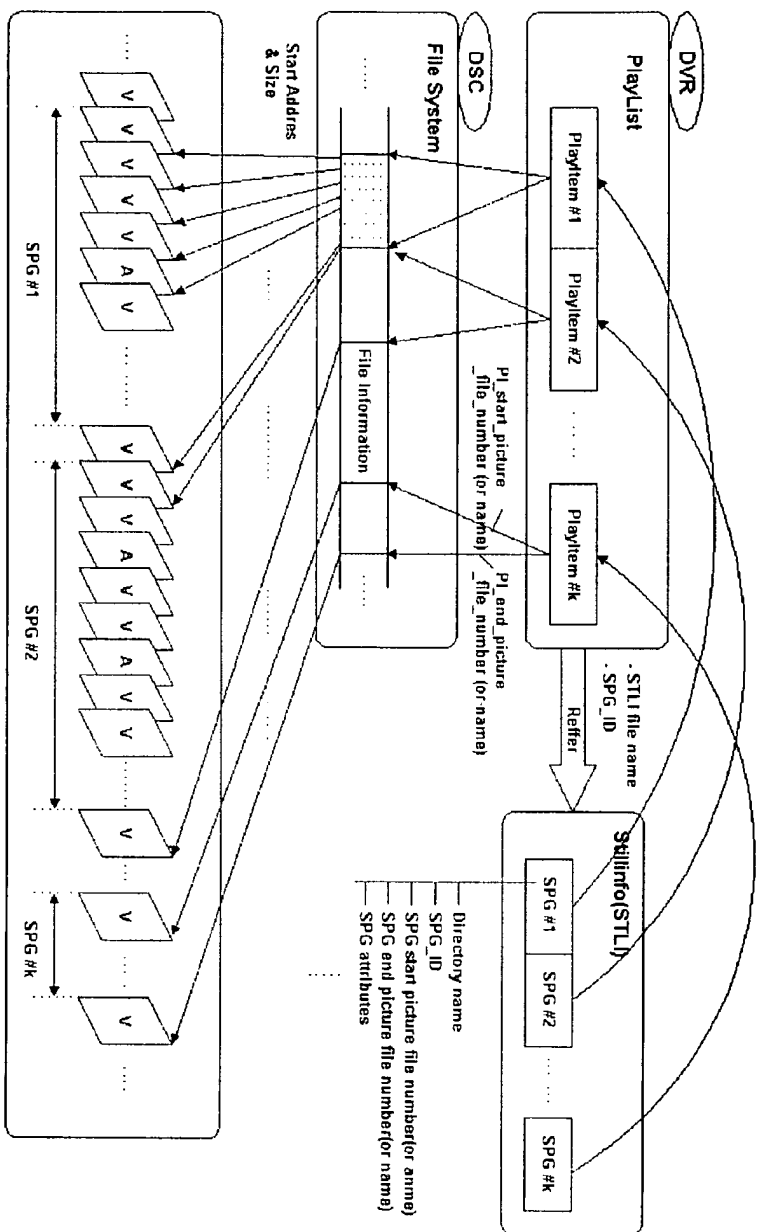 DVR
PlayList
PlayItem #1
PlayItem #2
.....
PlayItem #k
Reffer
- STLI file name
- SPG_ID
Stillinfo(STLI)
SPG #1
SPG #2
......
SPG #k
Directory name
SPG_ID
SPG start picture file number(or anme)
SPG end picture file number(or name)
SPG attributes
......
PI_start_picture
_file_number (or name)
PI_end_picture
_file_number (or name)
DSC
File System
.....
File Information
.....
Start Addres
& Size
......
V
V
V
V
V
A
V
......
V
V
V
A
V
V
A
V
V
......
V
V
V
......
SPG #1
SPG #2
SPG #k